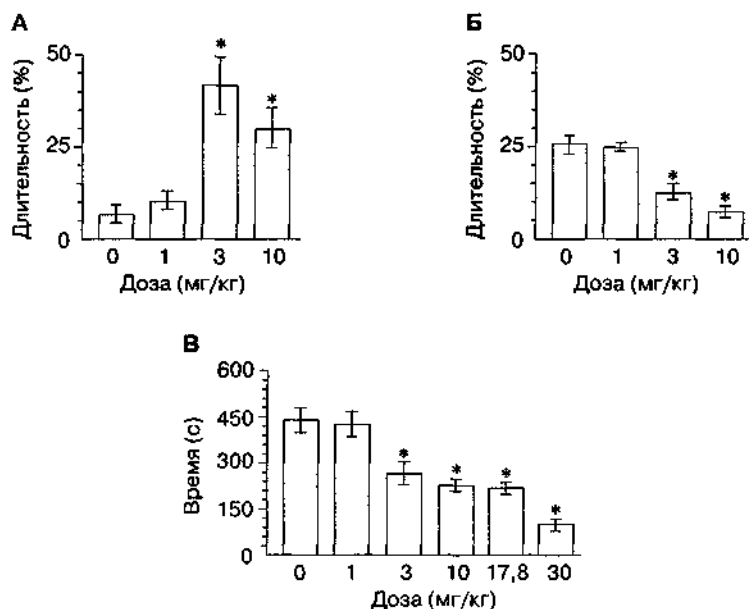 А
Длительность (%)
50
25
0
*
*
0 1 3 10
Доза (мг/кг)
Б
Длительность (%)
50
25
0
*
*
0 1 3 10
Доза (мг/кг)
В
Время (с)
600
450
300
150
0
* * * *
0 1 3 10 17,8 30
Доза (мг/кг)